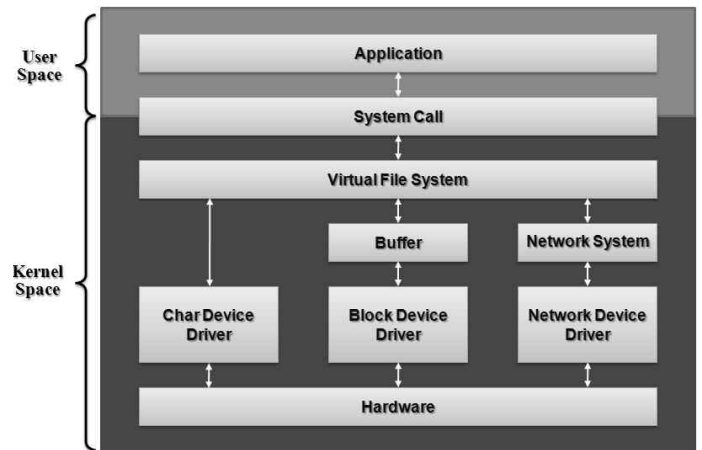 User
Space
Application
System Call
Virtual File System
Buffer
Network System
Kernel
Space
Char Device
Driver
Block Device
Driver
Network Device
Driver
Hardware